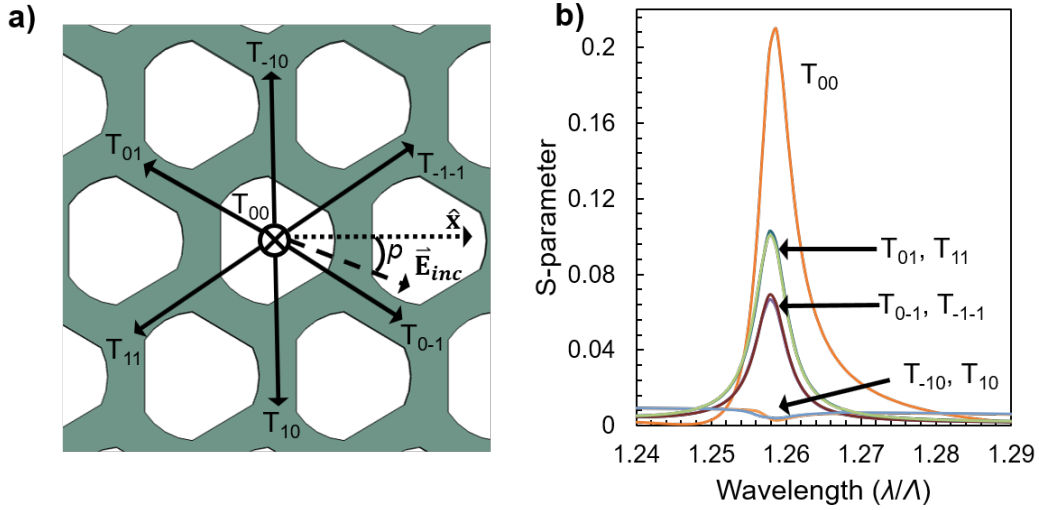 a)
T-10
T01
T-1-1
T00
x̂
p
E⃗inc
T11
T0-1
T10
b)
0.2
0.16
0.12
0.08
0.04
0
S-parameter
T00
T01, T11
T0-1, T-1-1
T-10, T10
1.24
1.25
1.26
1.27
1.28
1.29
Wavelength (λ/Λ)